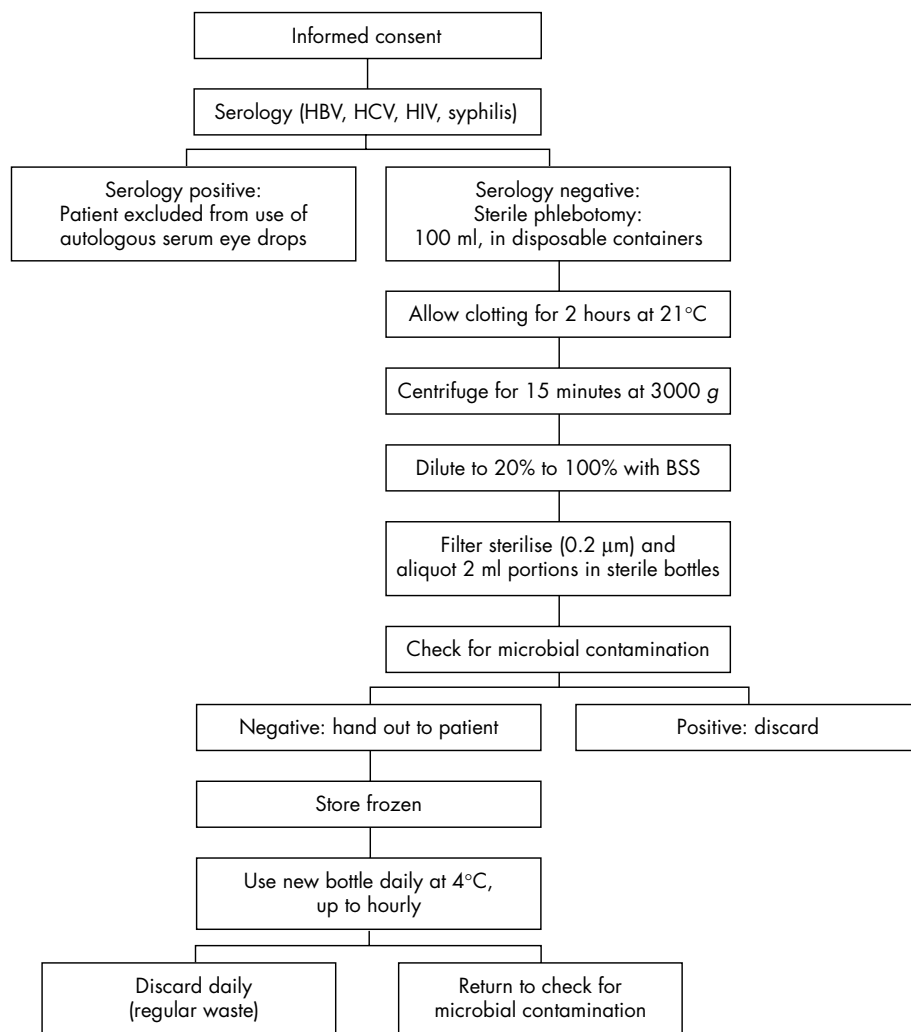 Informed consent
Serology (HBV, HCV, HIV, syphilis)
Serology positive:
Patient excluded from use of
autologous serum eye drops
Serology negative:
Sterile phlebotomy:
100 ml, in disposable containers
Allow clotting for 2 hours at 21°C
Centrifuge for 15 minutes at 3000 g
Dilute to 20% to 100% with BSS
Filter sterilise (0.2 μm) and
aliquot 2 ml portions in sterile bottles
Check for microbial contamination
Negative: hand out to patient
Positive: discard
Store frozen
Use new bottle daily at 4°C,
up to hourly
Discard daily
(regular waste)
Return to check for
microbial contamination